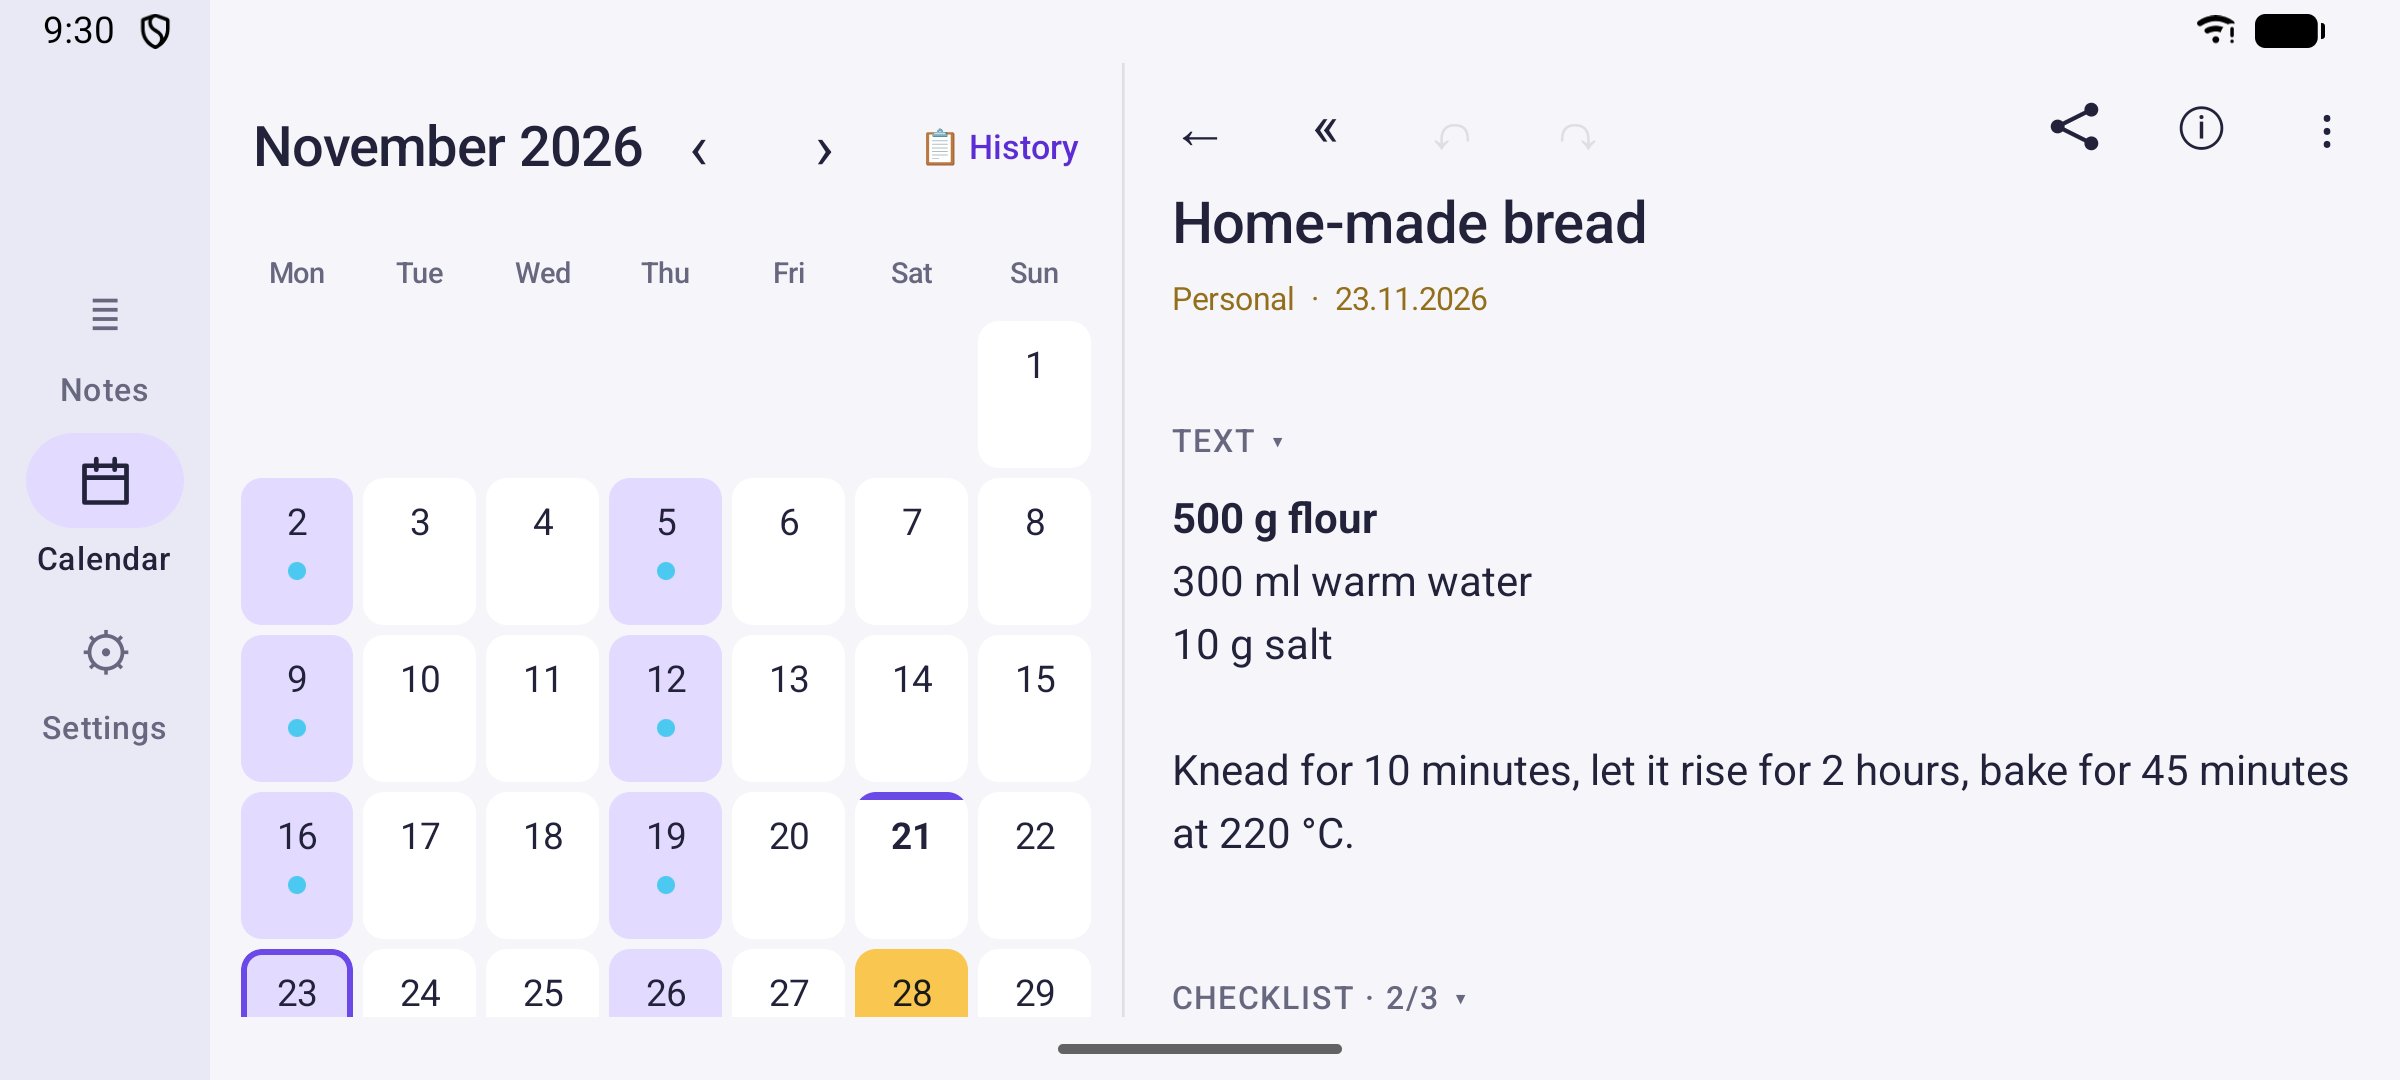 9:30
Notes
Calendar
Settings
November 2026 ‹ ›
📋 History
Mon Tue Wed Thu Fri Sat Sun
1
2 3 4 5 6 7 8
9 10 11 12 13 14 15
16 17 18 19 20 21 22
23 24 25 26 27 28 29
← «
Home-made bread
Personal · 23.11.2026
TEXT ▾
500 g flour
300 ml warm water
10 g salt
Knead for 10 minutes, let it rise for 2 hours, bake for 45 minutes
at 220 °C.
CHECKLIST · 2/3 ▾